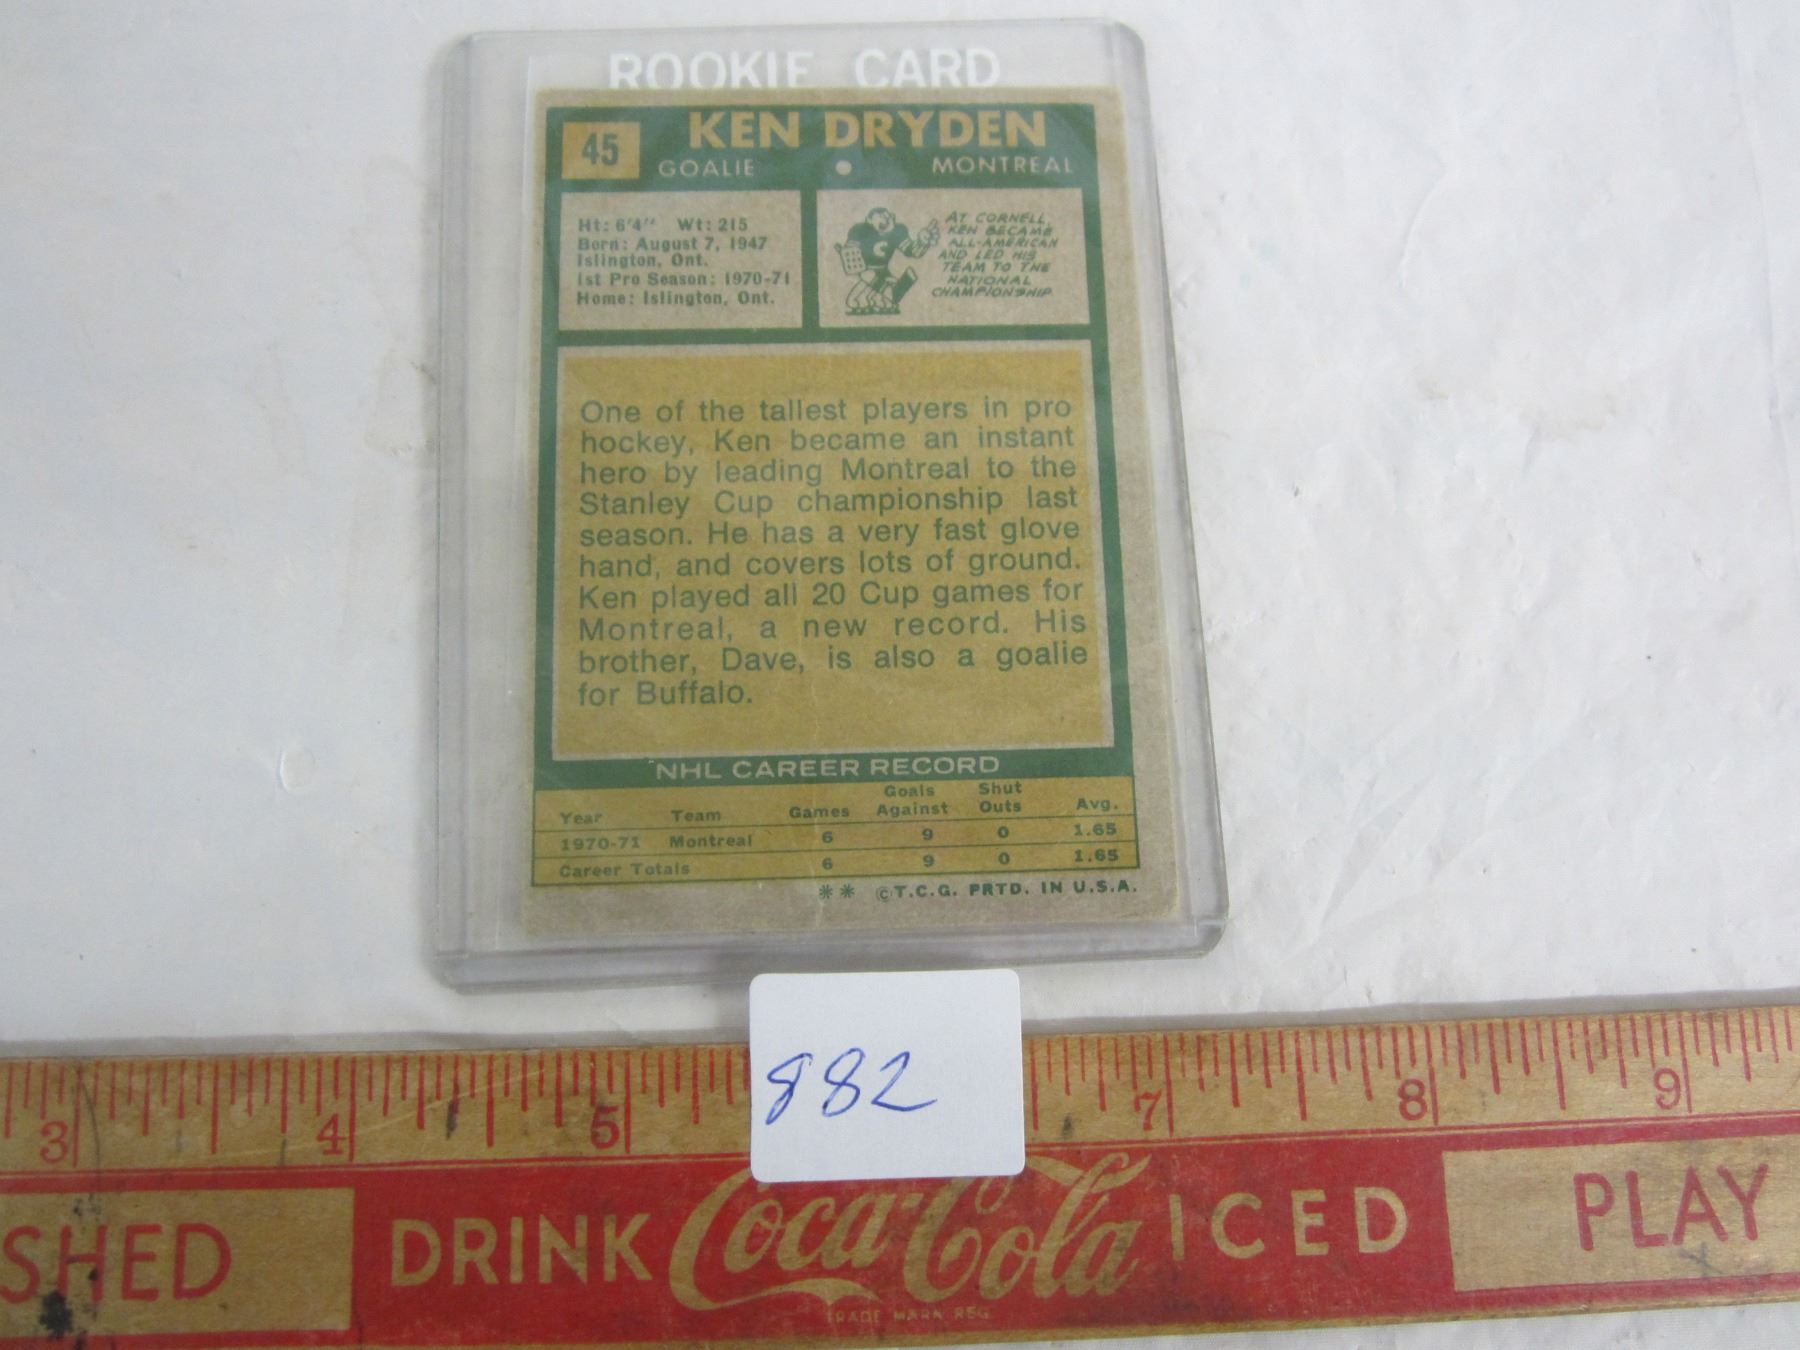 ROOKIE CARD
45
KEN DRYDEN
GOALIE
MONTREAL
Ht: 6'4'' Wt: 215
Born: August 7, 1947
Islington, Ont.
1st Pro Season: 1970-71
Home: Islington, Ont.
AT CORNELL,
KEN BECAME
ALL-AMERICAN
AND LED HIS
TEAM TO THE
NATIONAL
CHAMPIONSHIP.
C
One of the tallest players in pro
hockey, Ken became an instant
hero by leading Montreal to the
Stanley Cup championship last
season. He has a very fast glove
hand, and covers lots of ground.
Ken played all 20 Cup games for
Montreal, a new record. His
brother, Dave, is also a goalie
for Buffalo.
NHL CAREER RECORD
Year Team Games Goals Against Shut Outs Avg.
1970-71 Montreal 6 9 0 1.65
Career Totals 6 9 0 1.65
** ©T.C.G. PRTD. IN U.S.A.
882
3 4 5 7 8 9
SHED DRINK Coca-Cola ICED PLAY
TRADE MARK REG